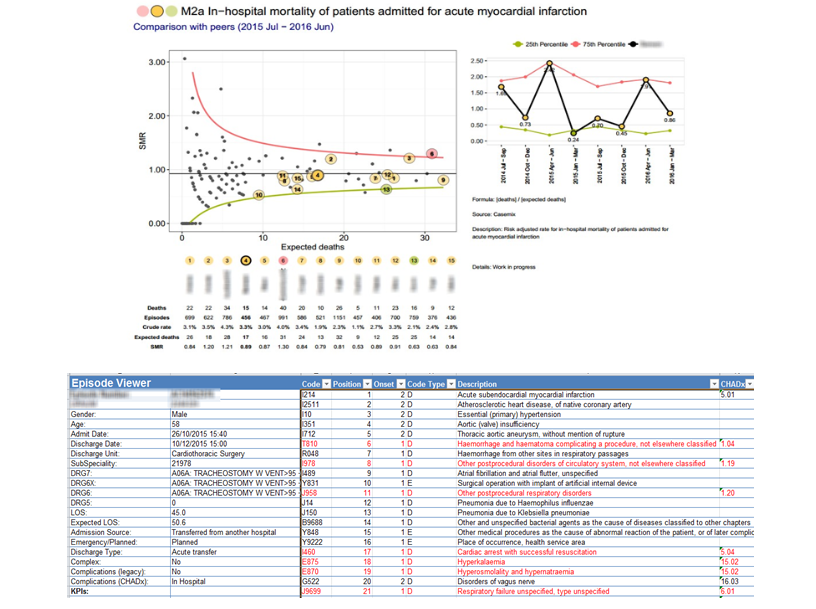 M2a In-hospital mortality of patients admitted for acute myocardial infarction
Comparison with peers (2015 Jul – 2016 Jun)
25th Percentile 75th Percentile
3.00
2.00
1.00
0.00
SMR
0 10 20 30
Expected deaths
2.50
2.00
1.50
1.00
0.50
0.00
0.73
0.24
0.45
0.86
2014 Jul – Sep
2014 Oct – Dec
2015 Apr – Jun
2015 Jan – Mar
2015 Jul – Sep
2015 Oct – Dec
2016 Apr – Jun
2016 Jan – Mar
Formula: [deaths] / [expected deaths]
Source: Casemix
Description: Risk adjusted rate for in-hospital mortality of patients admitted for
acute myocardial infarction
Details: Work in progress
1 2 3 4 5 6 7 8 9 10 11 12 13 14 15
Deaths 22 22 34 15 14 40 20 10 26 5 11 23 16 9 12
Episodes 699 622 786 456 467 991 586 521 1151 457 406 700 759 376 436
Crude rate 3.1% 3.5% 4.3% 3.3% 3.0% 4.0% 3.4% 1.9% 2.3% 1.1% 2.7% 3.3% 2.1% 2.4% 2.8%
Expected deaths 26 18 28 17 16 31 24 13 32 9 12 25 25 14 14
SMR 0.84 1.20 1.21 0.89 0.87 1.30 0.84 0.79 0.81 0.53 0.89 0.91 0.63 0.63 0.84
Episode Viewer Code Position Onset Code Type Description CHADx
I214 1 2 D Acute subendocardial myocardial infarction 5.01
I2511 2 2 D Atherosclerotic heart disease, of native coronary artery
Gender: Male I10 3 2 D Essential (primary) hypertension
Age: 58 I351 4 2 D Aortic (valve) insufficiency
Admit Date: 26/10/2015 15:40 I712 5 2 D Thoracic aortic aneurysm, without mention of rupture
Discharge Date: 10/12/2015 15:00 T810 6 1 D Haemorrhage and haematoma complicating a procedure, not elsewhere classified 1.04
Discharge Unit: Cardiothoracic Surgery R048 7 1 D Haemorrhage from other sites in respiratory passages
SubSpeciality: 21978 I978 8 1 D Other postprocedural disorders of circulatory system, not elsewhere classified 1.19
DRG7: A06A: TRACHEOSTOMY W VENT>95 I489 9 1 D Atrial fibrillation and atrial flutter, unspecified
DRG6X: A06A: TRACHEOSTOMY W VENT>95 Y831 10 1 E Surgical operation with implant of artificial internal device
DRG6: A06A: TRACHEOSTOMY W VENT>95 J958 11 1 D Other postprocedural respiratory disorders 1.20
DRG5: 0 J14 12 1 D Pneumonia due to Haemophilus influenzae
LOS: 45.0 J150 13 1 D Pneumonia due to Klebsiella pneumoniae
Expected LOS: 50.6 B9688 14 1 D Other and unspecified bacterial agents as the cause of diseases classified to other chapters
Admission Source: Transferred from another hospital Y848 15 1 E Other medical procedures as the cause of abnormal reaction of the patient, or of later complic
Emergency/Planned: Planned Y9222 16 1 E Place of occurrence, health service area
Discharge Type: Acute transfer I460 17 1 D Cardiac arrest with successful resuscitation 5.04
Complex: No E875 18 1 D Hyperkalaemia 15.02
Complications (legacy): No E870 19 1 D Hyperosmolality and hypernatraemia 15.02
Complications (CHADx): In Hospital G522 20 2 D Disorders of vagus nerve 16.03
KPIs: J9699 21 1 D Respiratory failure unspecified, type unspecified 6.01